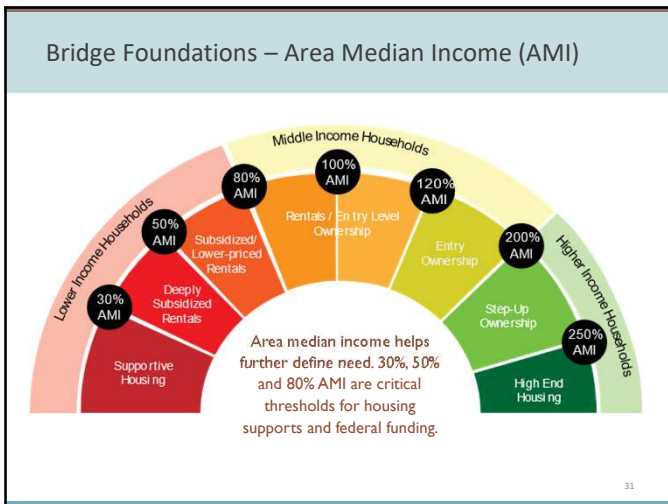 Bridge Foundations – Area Median Income (AMI)
Lower Income Households
Middle Income Households
Higher Income Households
30%
AMI
50%
AMI
80%
AMI
100%
AMI
120%
AMI
200%
AMI
250%
AMI
Supportive
Housing
Deeply
Subsidized
Rentals
Subsidized/
Lower-priced
Rentals
Rentals / Entry Level
Ownership
Entry
Ownership
Step-Up
Ownership
High End
Housing
Area median income helps
further define need. 30%, 50%
and 80% AMI are critical
thresholds for housing
supports and federal funding.
31